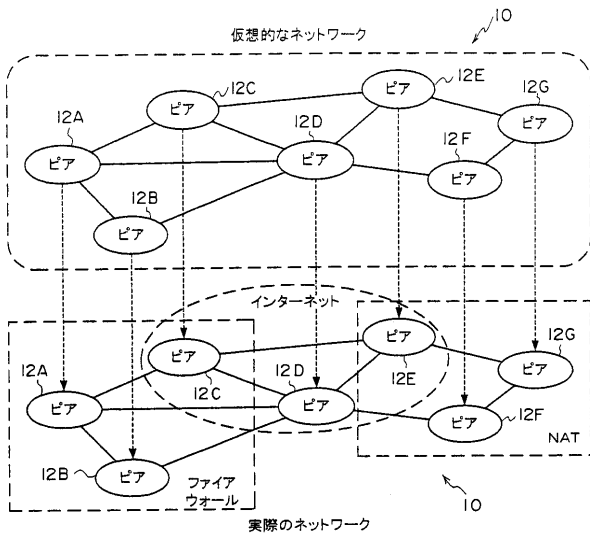 10
仮想的なネットワーク
12C
ピア
12E
ピア
12G
ピア
12A
ピア
12D
ピア
12F
ピア
12B
ピア
インターネット
ピア
12C
ピア
12E
12G
ピア
12A
ピア
12D
ピア
ピア
12F
12B
ピア
ファイア
ウォール
NAT
10
実際のネットワーク